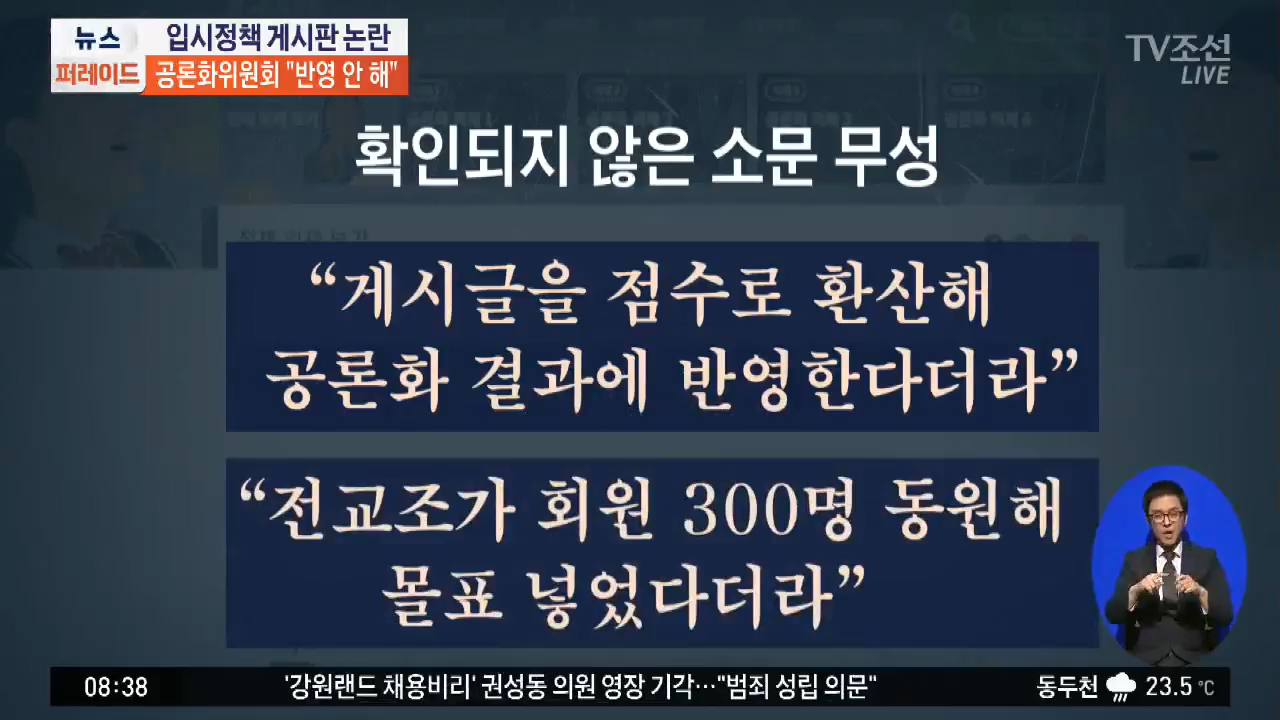 뉴스
퍼레이드
입시정책 게시판 논란
공론화위원회 "반영 안 해"
TV조선
LIVE
확인되지 않은 소문 무성
“게시글을 점수로 환산해
공론화 결과에 반영한다더라”
“전교조가 회원 300명 동원해
몰표 넣었다더라”
08:38
'강원랜드 채용비리' 권성동 의원 영장 기각…"범죄 성립 의문"
동두천 23.5 ℃